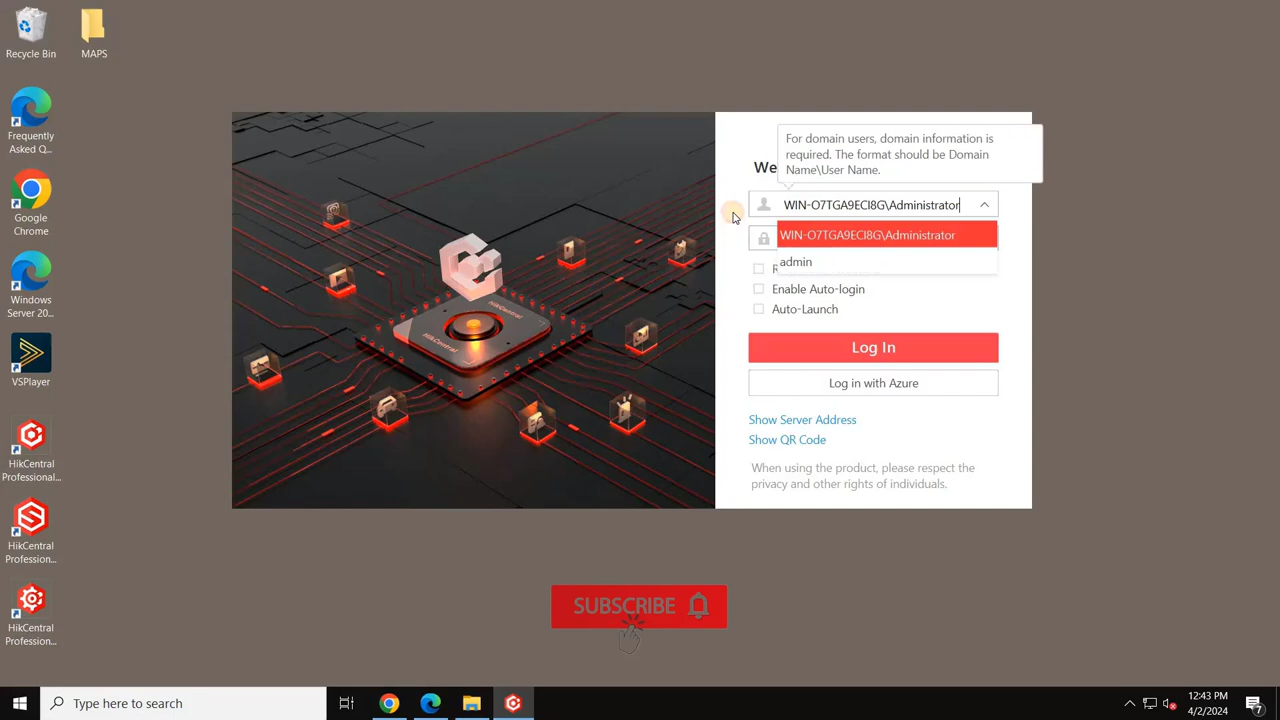 Recycle Bin
MAPS
Frequently
Asked Q...
Google
Chrome
Windows
Server 20...
VSPlayer
HikCentral
Professional...
HikCentral
Profession...
HikCentral
Profession...
HikCentral
HikCentral
For domain users, domain information is
required. The format should be Domain
Name\User Name.
We
WIN-O7TGA9ECI8G\Administrator
WIN-O7TGA9ECI8G\Administrator
admin
Enable Auto-login
Auto-Launch
Log In
Log in with Azure
Show Server Address
Show QR Code
When using the product, please respect the
privacy and other rights of individuals.
SUBSCRIBE
Type here to search
12:43 PM
4/2/2024
7